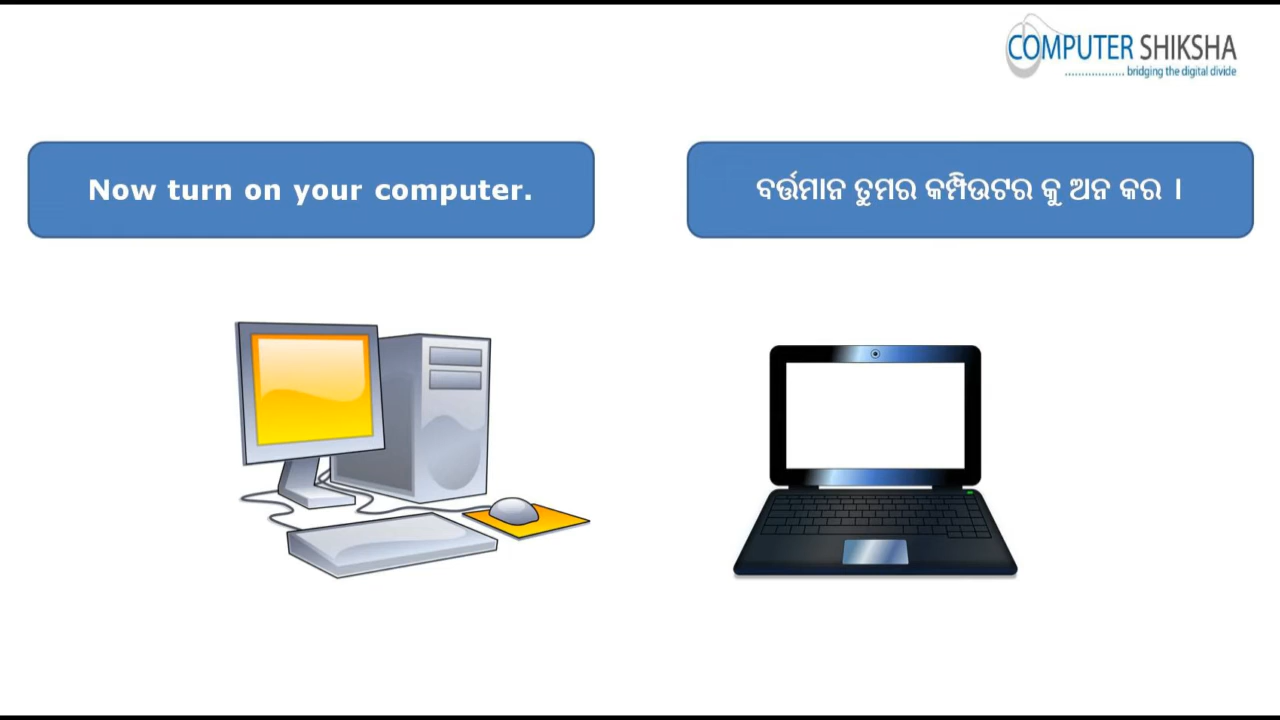 COMPUTER SHIKSHA
.................. bridging the digital divide
Now turn on your computer.
ବର୍ତ୍ତମାନ ତୁମର କମ୍ପିଉଟର କୁ ଅନ କର ।